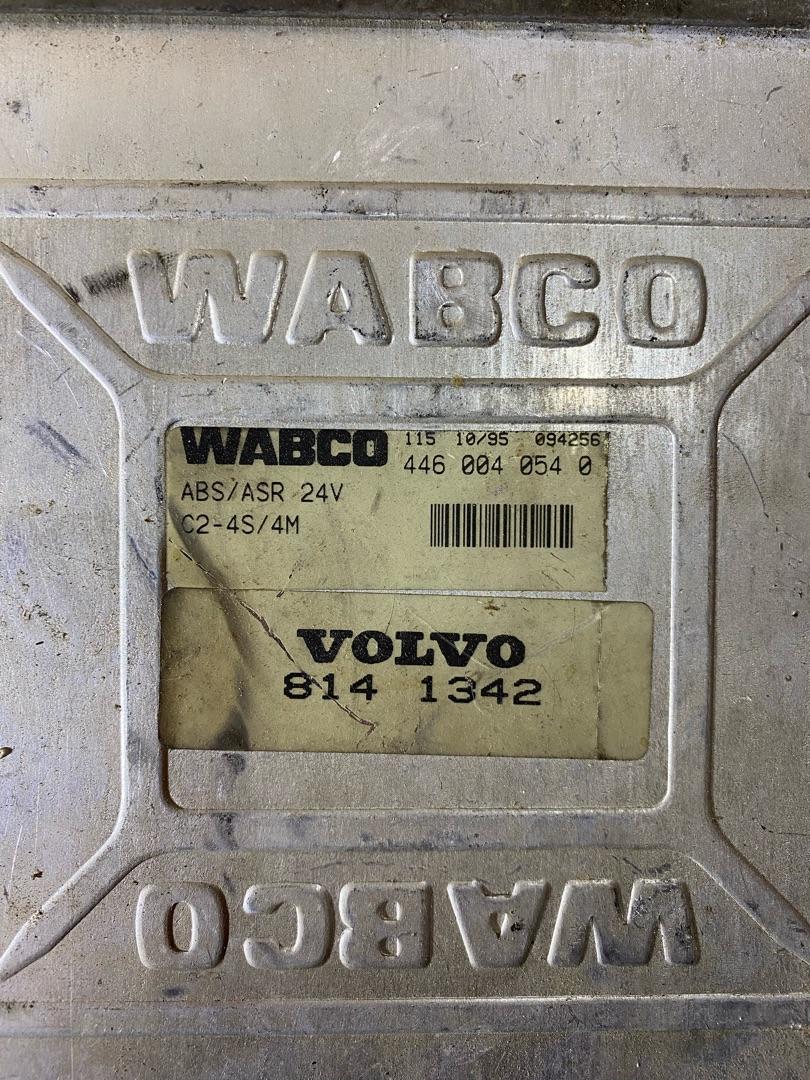 WABCO
WABCO 115 10/95 094256
446 004 054 0
ABS/ASR 24V
C2-4S/4M
VOLVO
814 1342
WABCO